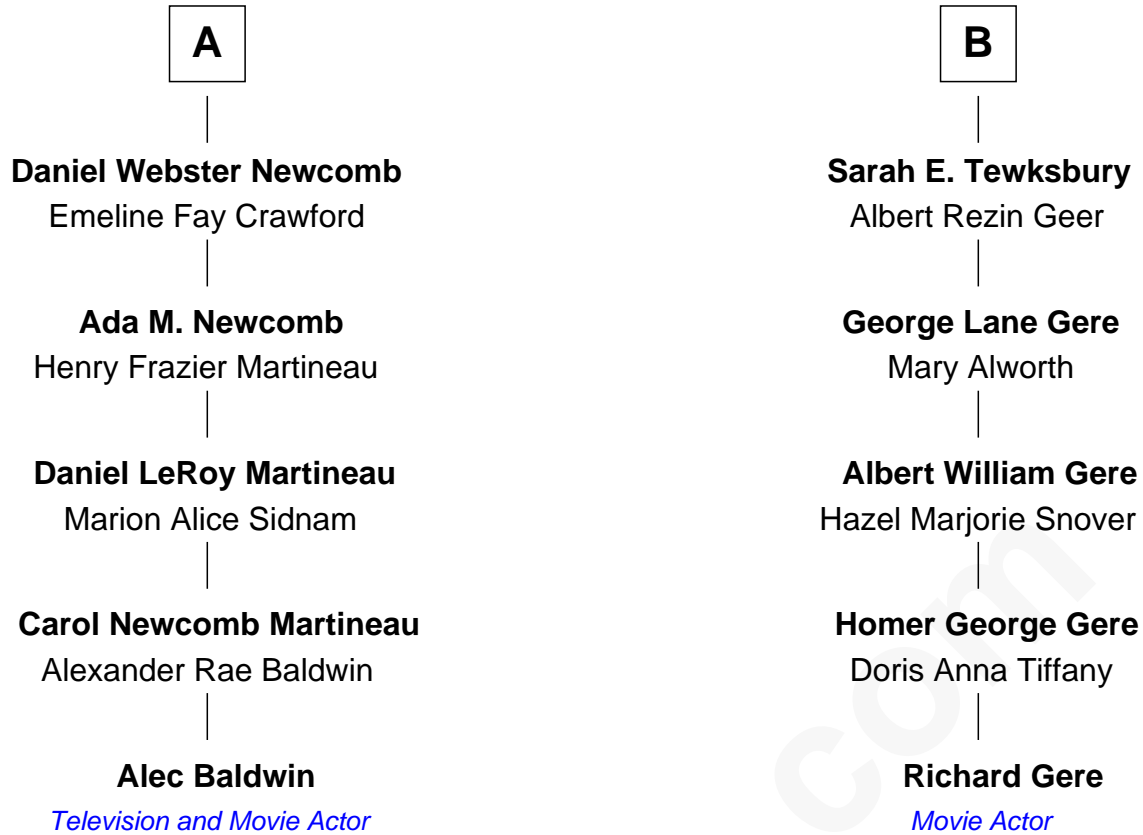 A
Daniel Webster Newcomb
Emeline Fay Crawford
Ada M. Newcomb
Henry Frazier Martineau
Daniel LeRoy Martineau
Marion Alice Sidnam
Carol Newcomb Martineau
Alexander Rae Baldwin
Alec Baldwin
Television and Movie Actor
B
Sarah E. Tewksbury
Albert Rezin Geer
George Lane Gere
Mary Alworth
Albert William Gere
Hazel Marjorie Snover
Homer George Gere
Doris Anna Tiffany
Richard Gere
Movie Actor
com